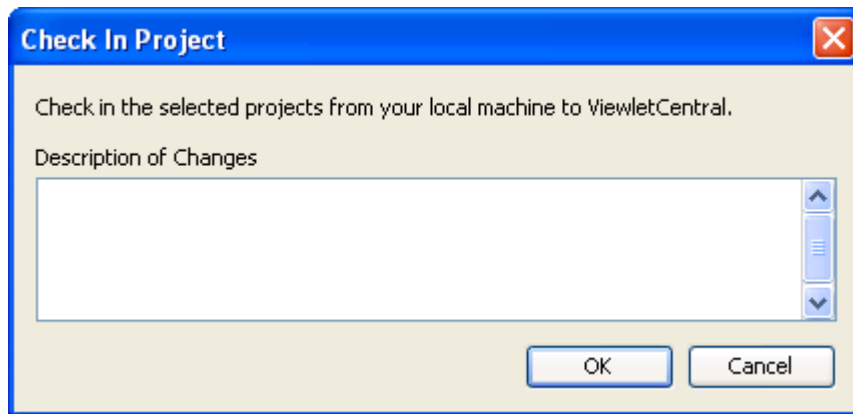 Check In Project
Check in the selected projects from your local machine to ViewletCentral.
Description of Changes
OK Cancel